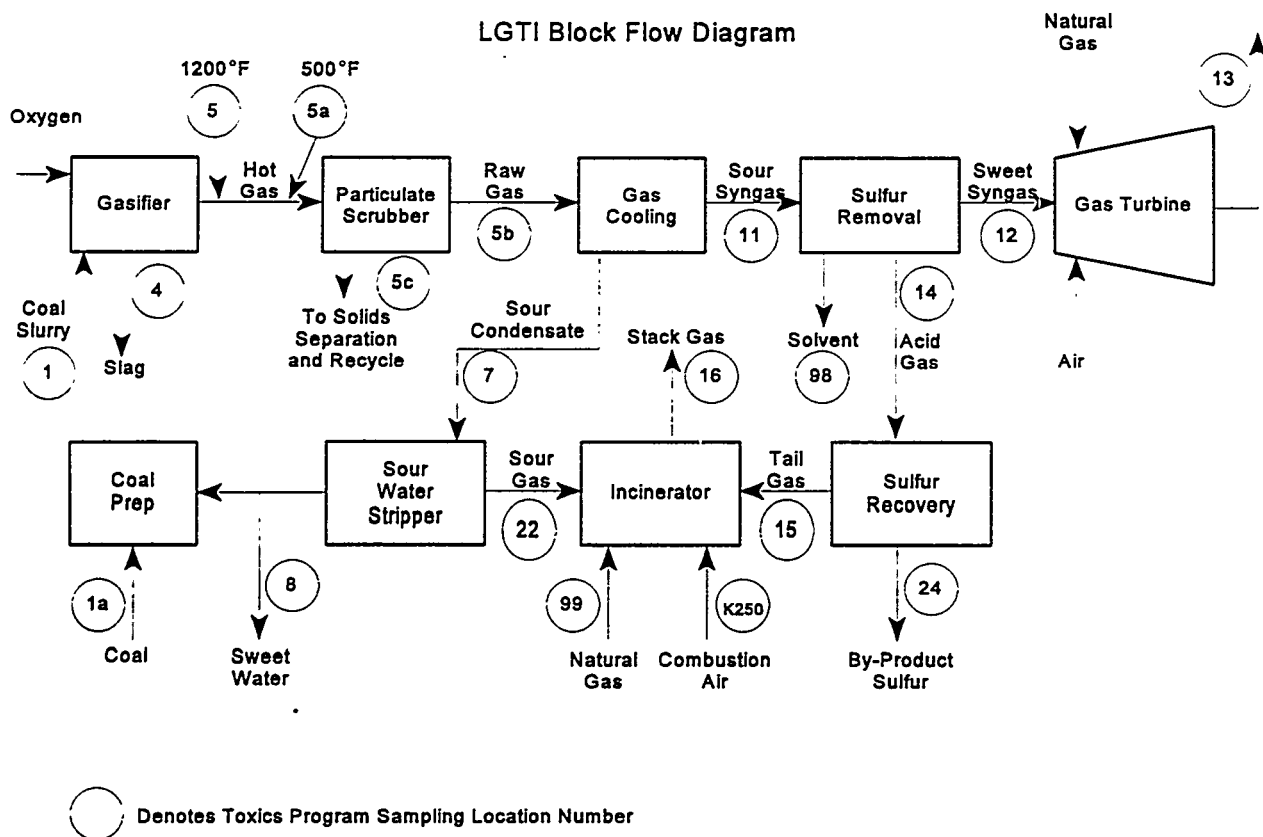 LGTI Block Flow Diagram
Natural
Gas
13
1200°F
500°F
5
5a
Oxygen
Gasifier
Hot
Gas
Particulate
Scrubber
Raw
Gas
5b
Gas
Cooling
Sour
Syngas
11
Sulfur
Removal
Sweet
Syngas
12
Gas Turbine
4
5c
14
Coal
Slurry
1
Slag
To Solids
Separation
and Recycle
Sour
Condensate
7
Stack Gas
16
Solvent
98
Acid
Gas
Air
Coal
Prep
Sour
Water
Stripper
Sour
Gas
22
Incinerator
Tail
Gas
15
Sulfur
Recovery
1a
8
99
K250
24
Coal
Sweet
Water
Natural
Gas
Combustion
Air
By-Product
Sulfur
Denotes Toxics Program Sampling Location Number